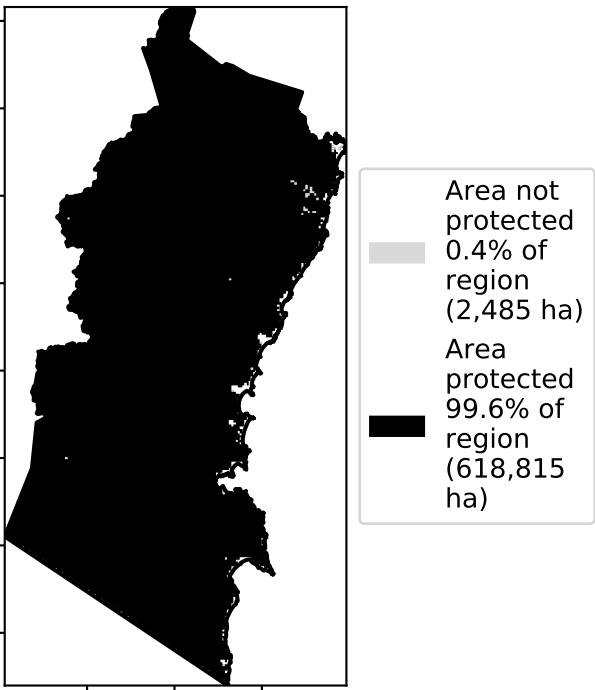 Area not
protected
0.4% of
region
(2,485 ha)
Area
protected
99.6% of
region
(618,815
ha)